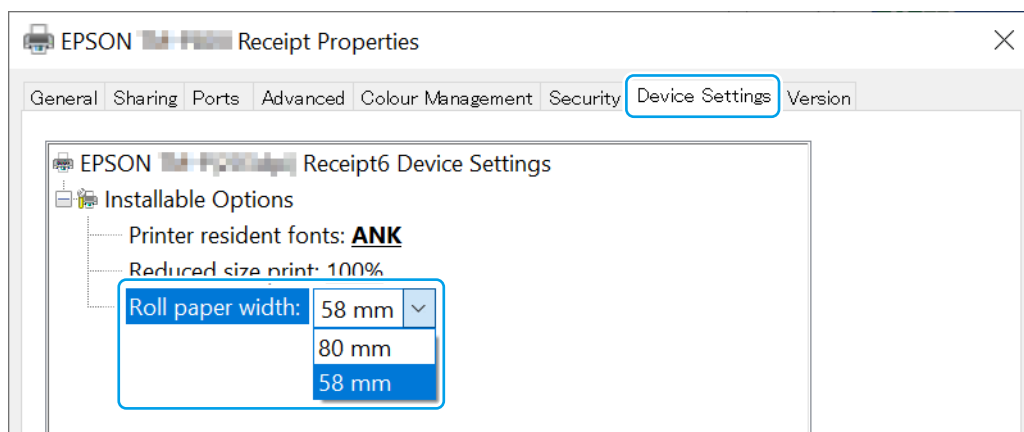 EPSON Receipt Properties
General Sharing Ports Advanced Colour Management Security Device Settings Version
EPSON Receipt6 Device Settings
Installable Options
Printer resident fonts: ANK
Reduced size print: 100%
Roll paper width: 58 mm
80 mm
58 mm